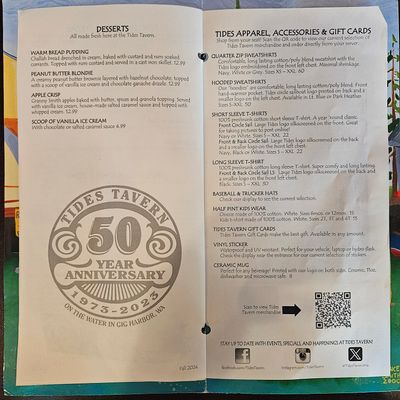 DESSERTS
All made fresh here at the Tides Tavern.
WARM BREAD PUDDING
Challah bread drenched in cream, baked with custard and rum soaked
currants. Topped with rum custard and served in a cast iron skillet. 12.99
PEANUT BUTTER BLONDIE
A creamy peanut butter brownie layered with hazelnut chocolate, topped
with a scoop of vanilla ice cream and chocolate ganache drizzle. 12.99
APPLE CRISP
Granny Smith apples baked with butter, spices and granola topping. Served
with vanilla ice cream, house-made salted caramel sauce and topped with
whipped cream. 12.99
SCOOP OF VANILLA ICE CREAM
With chocolate or salted caramel sauce 4.99
TIDES TAVERN
50
YEAR
ANNIVERSARY
1973-2023
ON THE WATER IN GIG HARBOR, WA
Fall 2024
TIDES APPAREL, ACCESSORIES & GIFT CARDS
Shop from your seat! Scan the QR code to view our current selection of
Tides Tavern merchandise and order directly from your server.
QUARTER ZIP SWEATSHIRTS
Comfortable, long lasting cotton/poly blend sweatshirt with the
Tides logo embroidered on the front left chest. Minimal shrinkage
Navy, White or Grey. Sizes XS – XXL 60
HOODED SWEATSHIRTS
Our "hoodies" are comfortable, long lasting cotton/poly blend. Front
hand-warmer pocket. Tides circle silkscreened on back and a
smaller logo on the front left chest. Available in Lt. Blue or Dark Heather
Sizes S-XXL 50
SHORT SLEEVE T-SHIRTS
100% preshrunk cotton short sleeve T-shirt. A year 'round classic
Front Circle Sail: Large Tides logo silkscreened on the front. Great
for taking pictures to post online!
Navy or White. Sizes S – XXL 22
Front & Back Circle Sail: Large Tides logo silkscreened on the back
and a smaller logo on the front left chest.
Navy, Black or White. Sizes S – XXL 22
LONG SLEEVE T-SHIRT
100% preshrunk cotton long sleeve T-shirt. Super comfy and long lasting.
Front & Back Circle Sail LS: Large Tides logo silkscreened on the back and
a smaller logo on the front left chest.
Black. Sizes S – XXL 30
BASEBALL & TRUCKER HATS
Check our display to see the current selection.
HALF PINT KIDS WEAR
Onesie made of 100% cotton. White. Sizes 6mos or 12mos 15
Kids t-shirt made of 100% cotton. White. Sizes 2T, 3T and 4T 15
TIDES TAVERN GIFT CARDS
Tides Tavern Gift Cards make the best gift. Available in any amount.
VINYL STICKER
Waterproof and UV resistant. Perfect for your vehicle, laptop or hydro flask.
Check the display near the entrance for our current selection of stickers.
CERAMIC MUG
Perfect for any beverage! Printed with our logo on both sides. Ceramic, 11oz,
dishwasher and microwave safe. 8
Scan to view Tides
Tavern merchandise
STAY UP TO DATE WITH EVENTS, SPECIALS, AND HAPPENINGS AT TIDES TAVERN!
facebook.com/TidesTavern